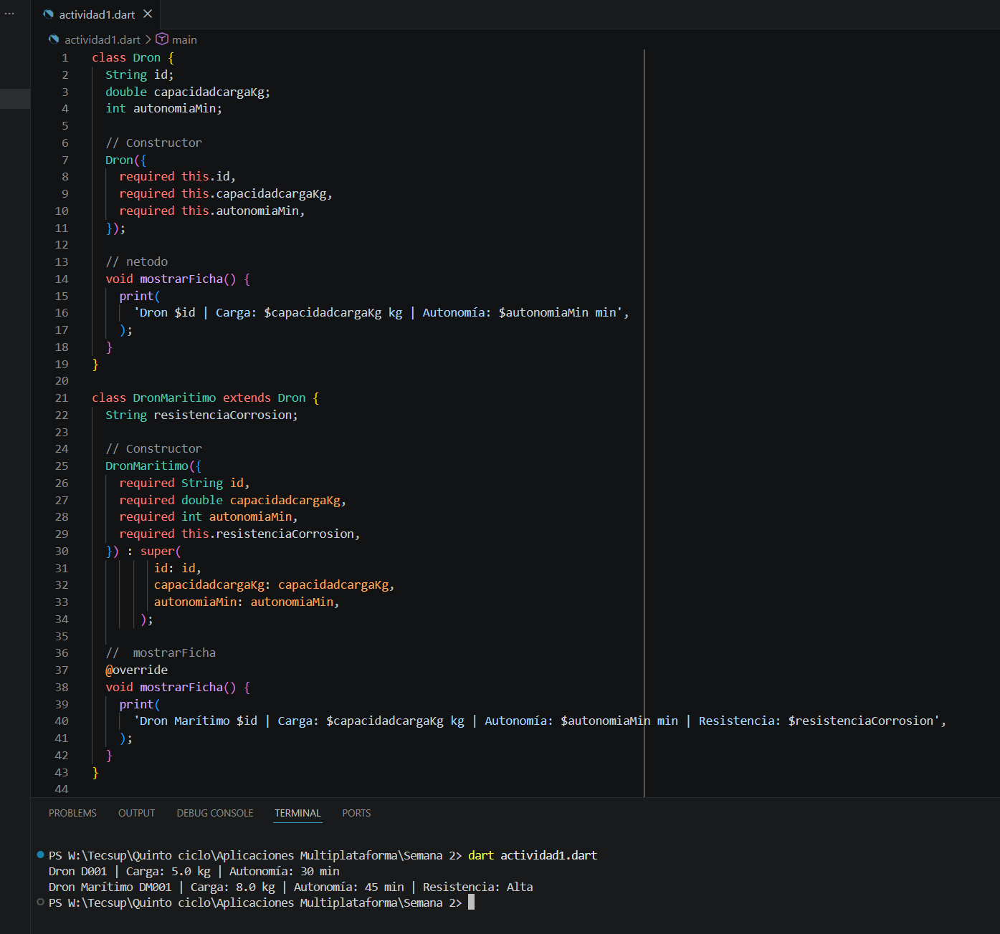 actividad1.dart
actividad1.dart > main
1 class Dron {
2 String id;
3 double capacidadcargaKg;
4 int autonomiaMin;
5
6 // Constructor
7 Dron({
8 required this.id,
9 required this.capacidadcargaKg,
10 required this.autonomiaMin,
11 });
12
13 // netodo
14 void mostrarFicha() {
15 print(
16 'Dron $id | Carga: $capacidadcargaKg kg | Autonomía: $autonomiaMin min',
17 );
18 }
19 }
20
21 class DronMaritimo extends Dron {
22 String resistenciaCorrosion;
23
24 // Constructor
25 DronMaritimo({
26 required String id,
27 required double capacidadcargaKg,
28 required int autonomiaMin,
29 required this.resistenciaCorrosion,
30 }) : super(
31 id: id,
32 capacidadcargaKg: capacidadcargaKg,
33 autonomiaMin: autonomiaMin,
34 );
35
36 //  mostrarFicha
37 @override
38 void mostrarFicha() {
39 print(
40 'Dron Marítimo $id | Carga: $capacidadcargaKg kg | Autonomía: $autonomiaMin min | Resistencia: $resistenciaCorrosion',
41 );
42 }
43 }
44
PROBLEMS OUTPUT DEBUG CONSOLE TERMINAL PORTS
PS W:\Tecsup\Quinto ciclo\Aplicaciones Multiplataforma\Semana 2> dart actividad1.dart
Dron D001 | Carga: 5.0 kg | Autonomía: 30 min
Dron Marítimo DM001 | Carga: 8.0 kg | Autonomía: 45 min | Resistencia: Alta
PS W:\Tecsup\Quinto ciclo\Aplicaciones Multiplataforma\Semana 2>